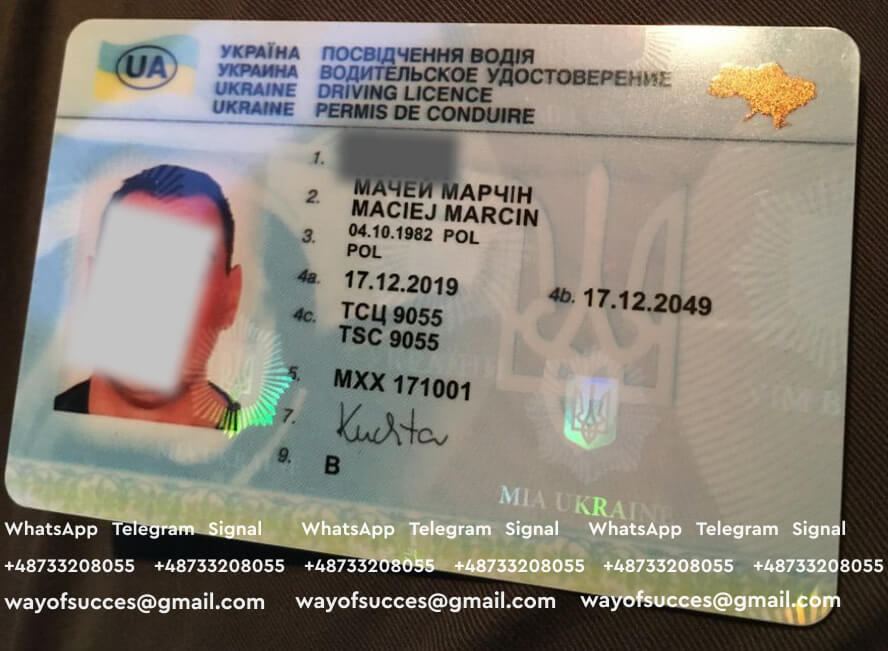 UA
УКРАЇНА ПОСВІДЧЕННЯ ВОДІЯ
УКРАИНА ВОДИТЕЛЬСКОЕ УДОСТОВЕРЕНИЕ
UKRAINE DRIVING LICENCE
UKRAINE PERMIS DE CONDUIRE
1.
2. МАЧЕЙ МАРЧІН
MACIEJ MARCIN
3. 04.10.1982 POL
POL
4a. 17.12.2019 4b. 17.12.2049
4c. ТСЦ 9055
TSC 9055
5. MXX 171001
7. Kuchta
9. B
MIA UKRAINE
WhatsApp Telegram Signal WhatsApp Telegram Signal WhatsApp Telegram Signal
+48733208055 +48733208055 +48733208055 +48733208055 +48733208055 +48733208055
wayofsucces@gmail.com wayofsucces@gmail.com wayofsucces@gmail.com